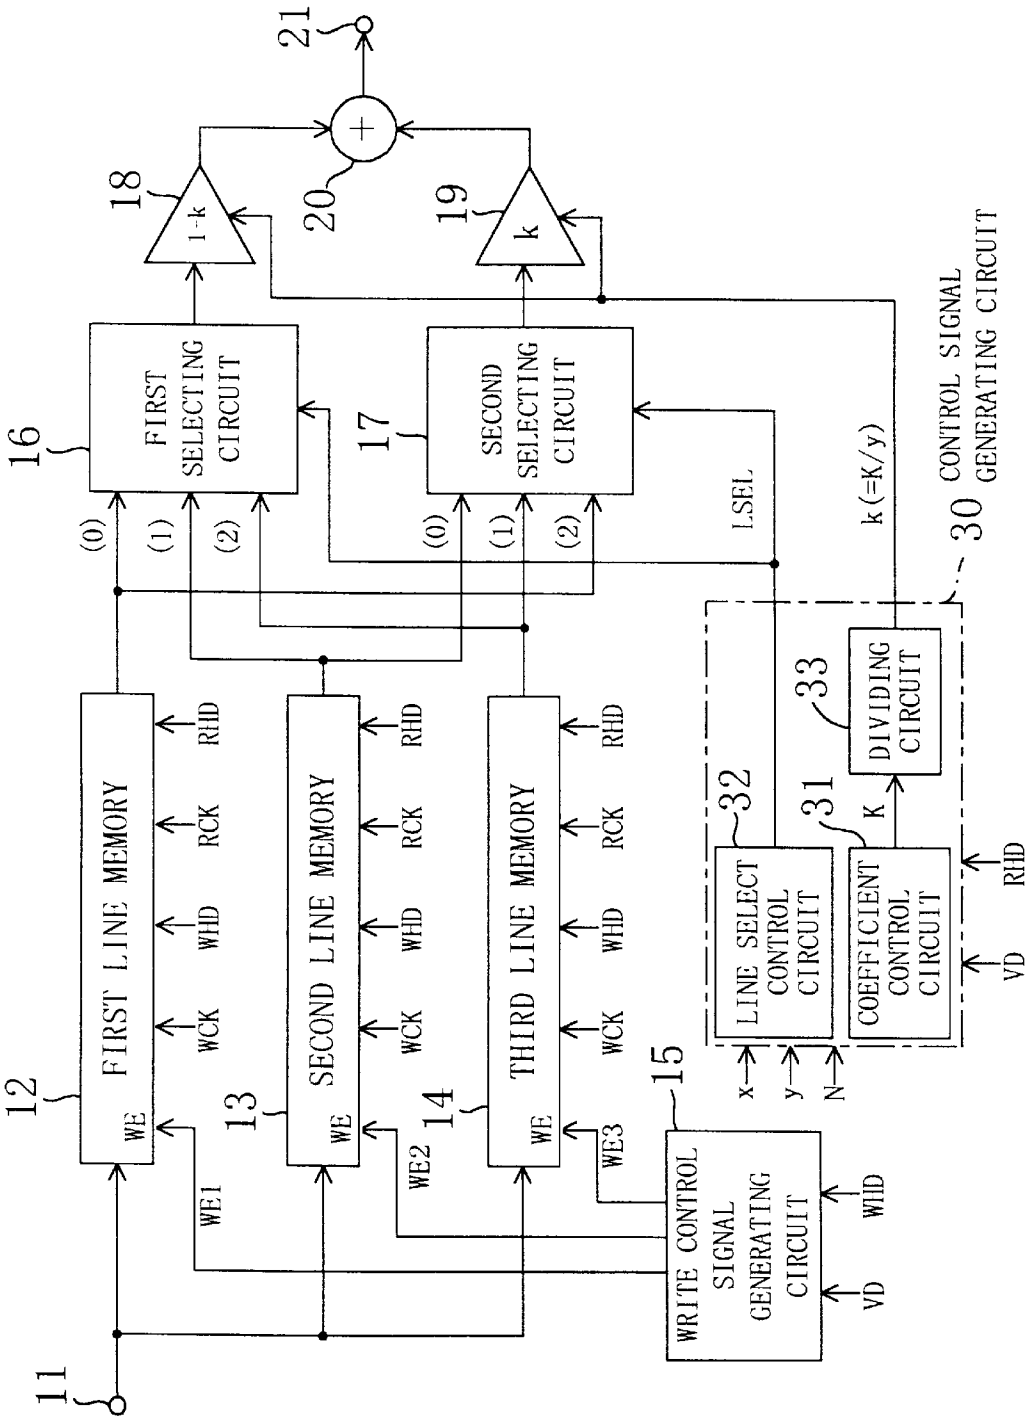 11
12
FIRST LINE MEMORY
WE
WCK
WHD
RCK
RHD
WE1
13
SECOND LINE MEMORY
WE
WCK
WHD
RCK
RHD
WE2
14
THIRD LINE MEMORY
WE
WCK
WHD
RCK
RHD
WE3
15
WRITE CONTROL
SIGNAL
GENERATING
CIRCUIT
VD
WHD
16
FIRST
SELECTING
CIRCUIT
(0)
(1)
(2)
17
SECOND
SELECTING
CIRCUIT
(0)
(1)
(2)
18
1-k
19
k
20
+
21
LSEL
k(=K/y)
x
y
N
32
LINE SELECT
CONTROL
CIRCUIT
31
COEFFICIENT
CONTROL
CIRCUIT
K
33
DIVIDING
CIRCUIT
VD
RHD
30
CONTROL SIGNAL
GENERATING CIRCUIT